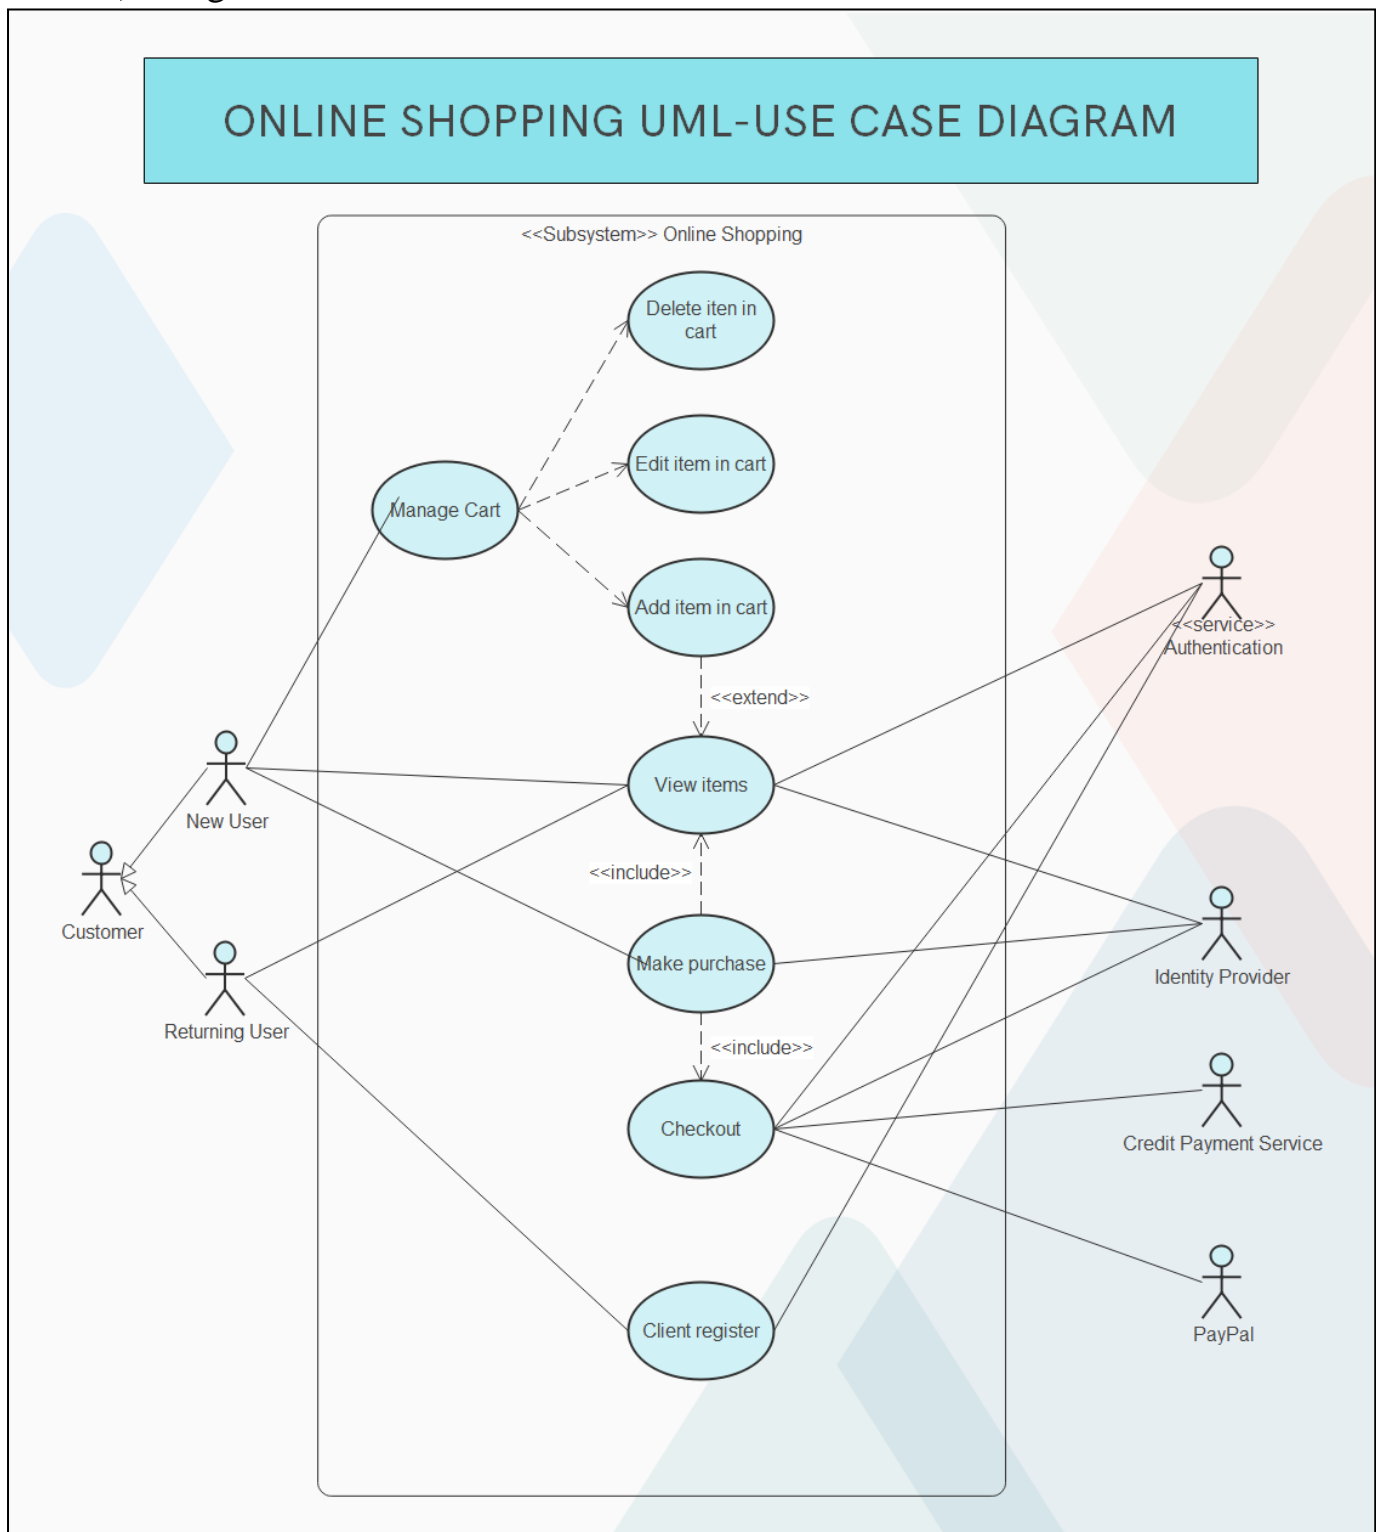 ONLINE SHOPPING UML-USE CASE DIAGRAM
<<Subsystem>> Online Shopping
Delete iten in
cart
Edit item in cart
Manage Cart
Add item in cart
<<service>>
Authentication
<<extend>>
View items
New User
<<include>>
Customer
Make purchase
Identity Provider
Returning User
<<include>>
Checkout
Credit Payment Service
Client register
PayPal